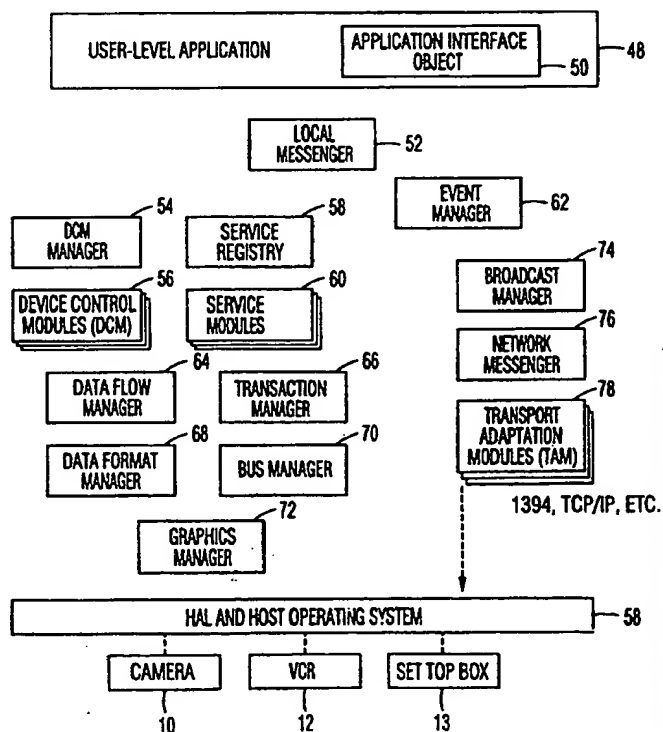 USER-LEVEL APPLICATION
APPLICATION INTERFACE
OBJECT
50
48
LOCAL
MESSENGER
52
EVENT
MANAGER
62
54
DCM
MANAGER
58
SERVICE
REGISTRY
74
BROADCAST
MANAGER
56
DEVICE CONTROL
MODULES (DCM)
60
SERVICE
MODULES
76
NETWORK
MESSENGER
64
DATA FLOW
MANAGER
66
TRANSACTION
MANAGER
78
TRANSPORT
ADAPTATION
MODULES (TAM)
68
DATA FORMAT
MANAGER
70
BUS MANAGER
1394, TCP/IP, ETC.
72
GRAPHICS
MANAGER
HAL AND HOST OPERATING SYSTEM
58
CAMERA
VCR
SET TOP BOX
10
12
13